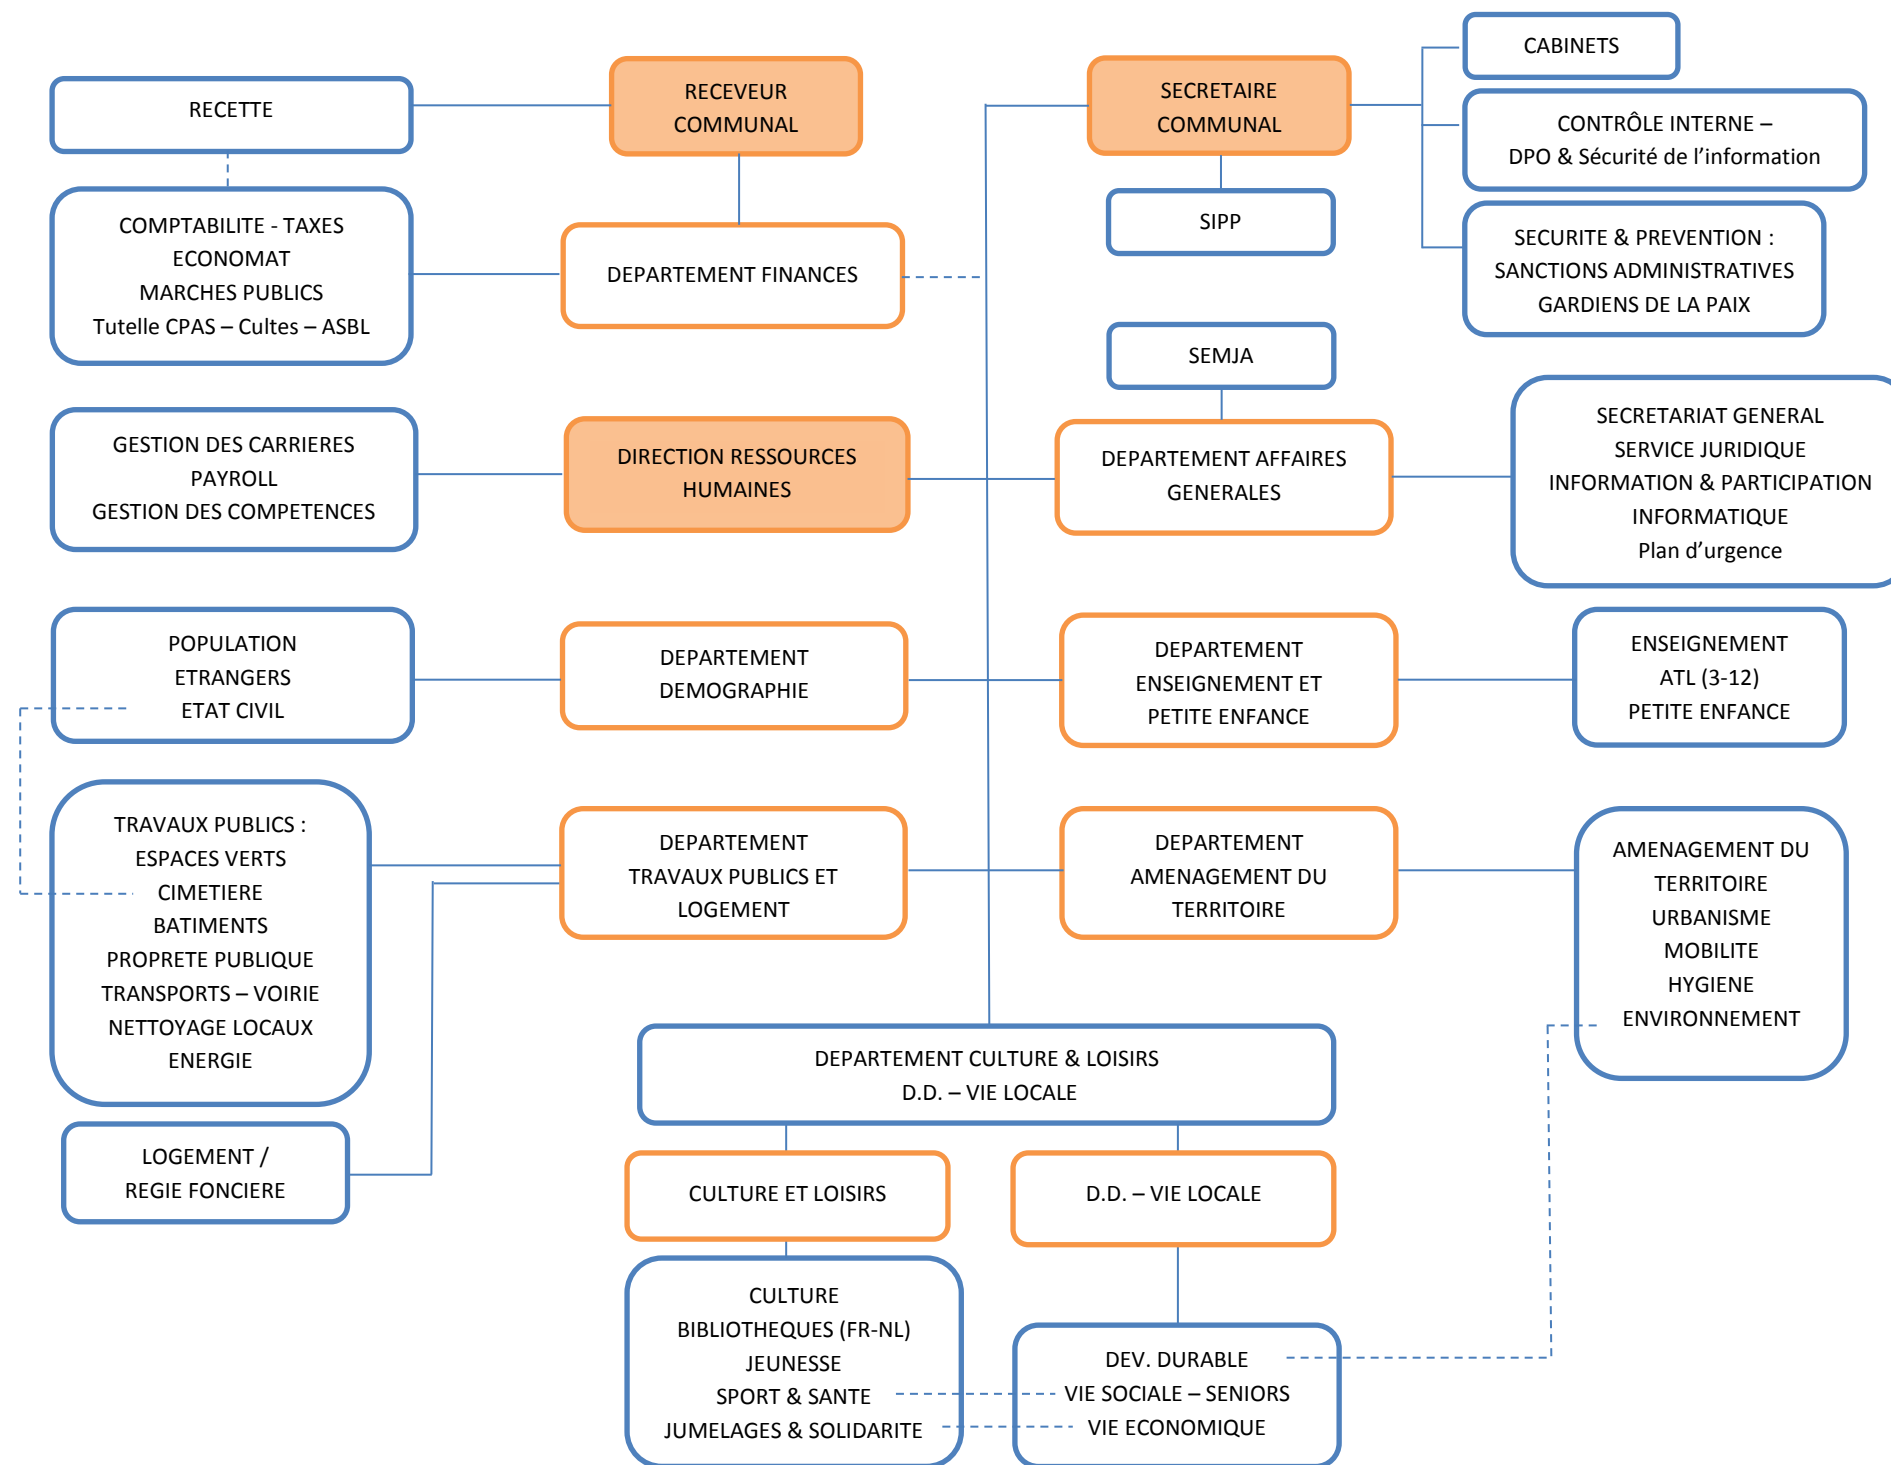 CABINETS
RECETTE
RECEVEUR
COMMUNAL
SECRETAIRE
COMMUNAL
CONTRÔLE INTERNE –
DPO & Sécurité de l’information
COMPTABILITE - TAXES
ECONOMAT
MARCHES PUBLICS
Tutelle CPAS – Cultes – ASBL
DEPARTEMENT FINANCES
SIPP
SECURITE & PREVENTION :
SANCTIONS ADMINISTRATIVES
GARDIENS DE LA PAIX
SEMJA
GESTION DES CARRIERES
PAYROLL
GESTION DES COMPETENCES
DIRECTION RESSOURCES
HUMAINES
DEPARTEMENT AFFAIRES
GENERALES
SECRETARIAT GENERAL
SERVICE JURIDIQUE
INFORMATION & PARTICIPATION
INFORMATIQUE
Plan d’urgence
POPULATION
ETRANGERS
ETAT CIVIL
DEPARTEMENT
DEMOGRAPHIE
DEPARTEMENT
ENSEIGNEMENT ET
PETITE ENFANCE
ENSEIGNEMENT
ATL (3-12)
PETITE ENFANCE
TRAVAUX PUBLICS :
ESPACES VERTS
CIMETIERE
BATIMENTS
PROPRETE PUBLIQUE
TRANSPORTS – VOIRIE
NETTOYAGE LOCAUX
ENERGIE
DEPARTEMENT
TRAVAUX PUBLICS ET
LOGEMENT
DEPARTEMENT
AMENAGEMENT DU
TERRITOIRE
AMENAGEMENT DU
TERRITOIRE
URBANISME
MOBILITE
HYGIENE
ENVIRONNEMENT
DEPARTEMENT CULTURE & LOISIRS
D.D. – VIE LOCALE
LOGEMENT /
REGIE FONCIERE
CULTURE ET LOISIRS
D.D. – VIE LOCALE
CULTURE
BIBLIOTHEQUES (FR-NL)
JEUNESSE
SPORT & SANTE
JUMELAGES & SOLIDARITE
DEV. DURABLE
VIE SOCIALE – SENIORS
VIE ECONOMIQUE